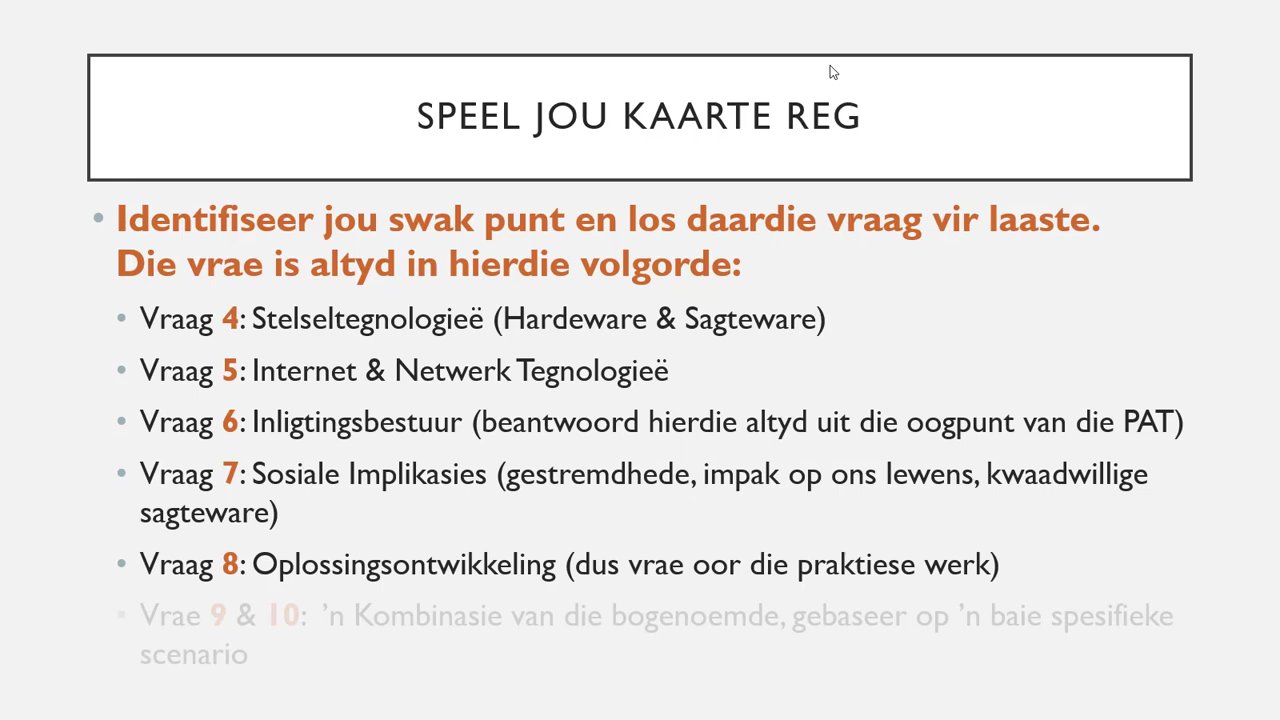 SPEEL JOU KAARTE REG
• Identifiseer jou swak punt en los daardie vraag vir laaste.
Die vrae is altyd in hierdie volgorde:
• Vraag 4: Stelseltegnologieë (Hardeware & Sagteware)
• Vraag 5: Internet & Netwerk Tegnologieë
• Vraag 6: Inligtingsbestuur (beantwoord hierdie altyd uit die oogpunt van die PAT)
• Vraag 7: Sosiale Implikasies (gestremdhede, impak op ons lewens, kwaadwillige
sagteware)
• Vraag 8: Oplossingsontwikkeling (dus vrae oor die praktiese werk)
• Vrae 9 & 10: ’n Kombinasie van die bogenoemde, gebaseer op ’n baie spesifieke
scenario